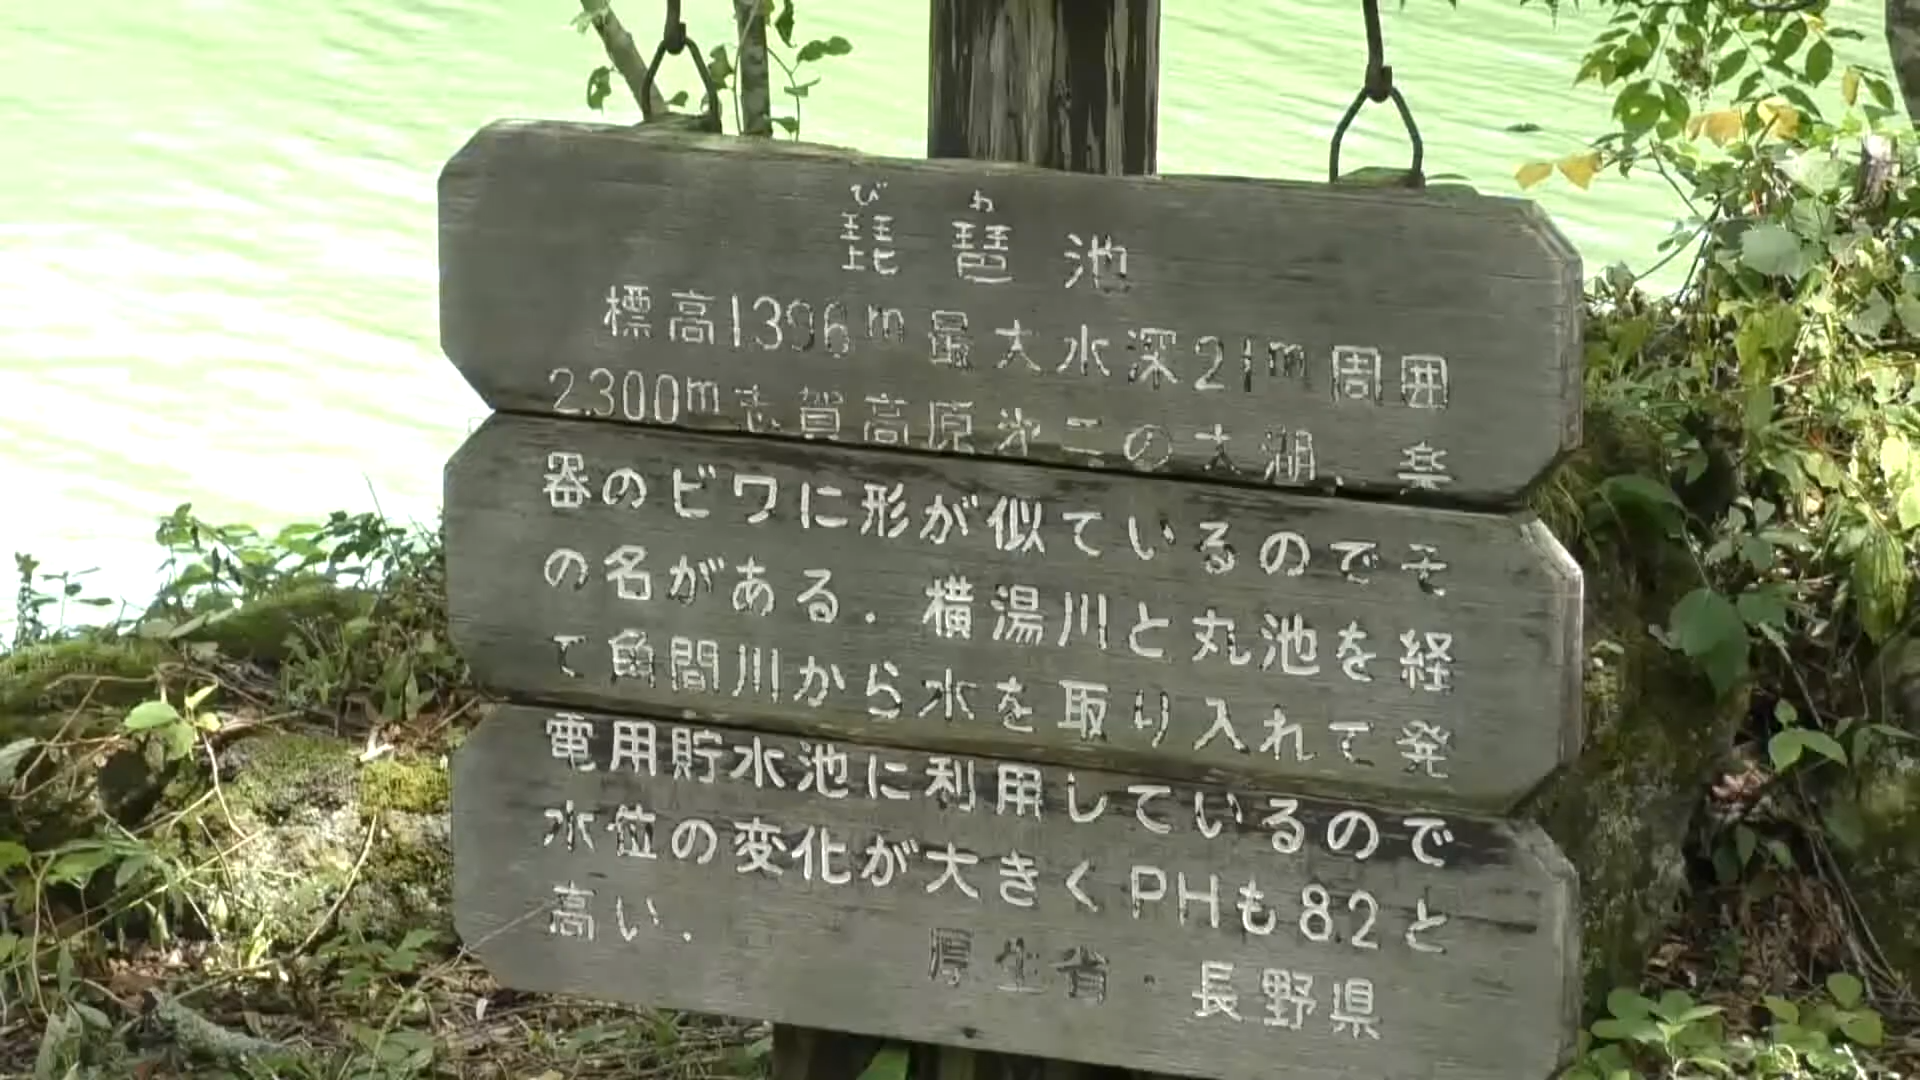 びわ
琵琶池
標高1396m最大水深21m周囲
2.300m志賀高原第二の大湖、楽
器のビワに形が似ているのでそ
の名がある.横湯川と丸池を経
て角間川から水を取り入れて発
電用貯水池に利用しているので
水位の変化が大きくPHも8.2と
高い.
厚生省・長野県